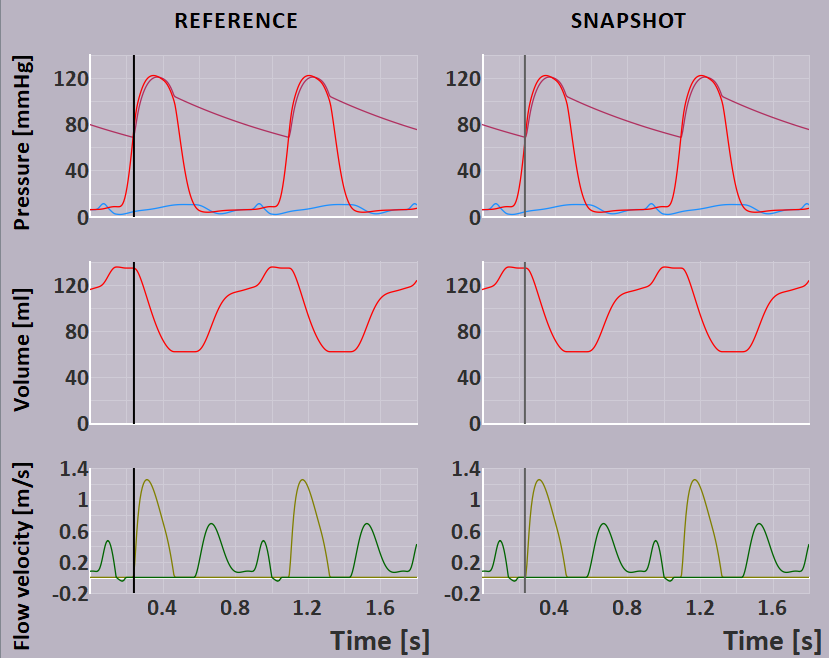 REFERENCE SNAPSHOT
Pressure [mmHg]
120 120
80 80
40 40
0 0
Volume [ml]
120 120
80 80
40 40
0 0
Flow velocity [m/s]
1.4 1.4
1 1
0.6 0.6
0.2 0.2
-0.2 -0.2
0.4 0.8 1.2 1.6 0.4 0.8 1.2 1.6
Time [s] Time [s]